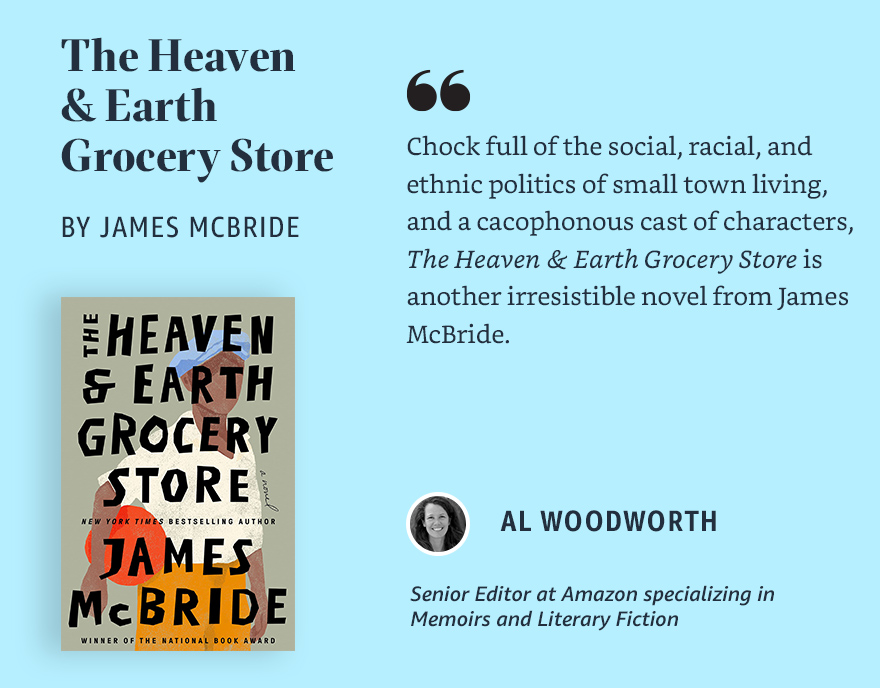 The Heaven
& Earth
Grocery Store
BY JAMES MCBRIDE
THE HEAVEN
& EARTH
GROCERY
STORE
a novel
NEW YORK TIMES BESTSELLING AUTHOR
JAMES
McBRIDE
WINNER OF THE NATIONAL BOOK AWARD
“
Chock full of the social, racial, and
ethnic politics of small town living,
and a cacophonous cast of characters,
The Heaven & Earth Grocery Store is
another irresistible novel from James
McBride.
AL WOODWORTH
Senior Editor at Amazon specializing in
Memoirs and Literary Fiction